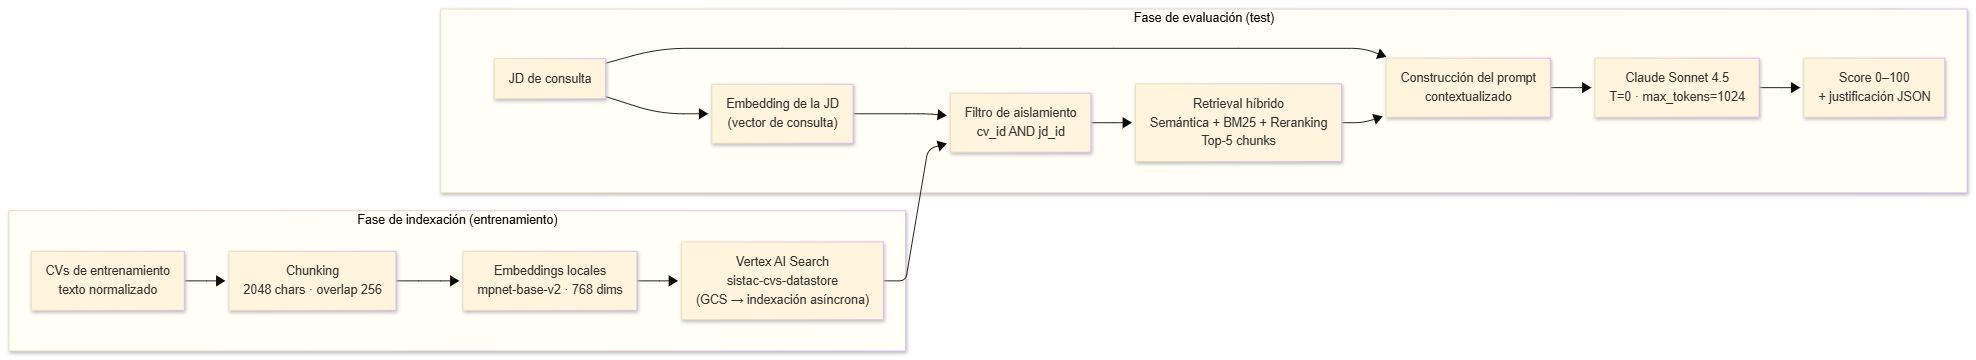 Fase de evaluación (test)
JD de consulta
Embedding de la JD
(vector de consulta)
Filtro de aislamiento
cv_id AND jd_id
Retrieval híbrido
Semántica + BM25 + Reranking
Top-5 chunks
Construcción del prompt
contextualizado
Claude Sonnet 4.5
T=0 · max_tokens=1024
Score 0–100
+ justificación JSON
Fase de indexación (entrenamiento)
CVs de entrenamiento
texto normalizado
Chunking
2048 chars · overlap 256
Embeddings locales
mpnet-base-v2 · 768 dims
Vertex AI Search
sistac-cvs-datastore
(GCS → indexación asíncrona)